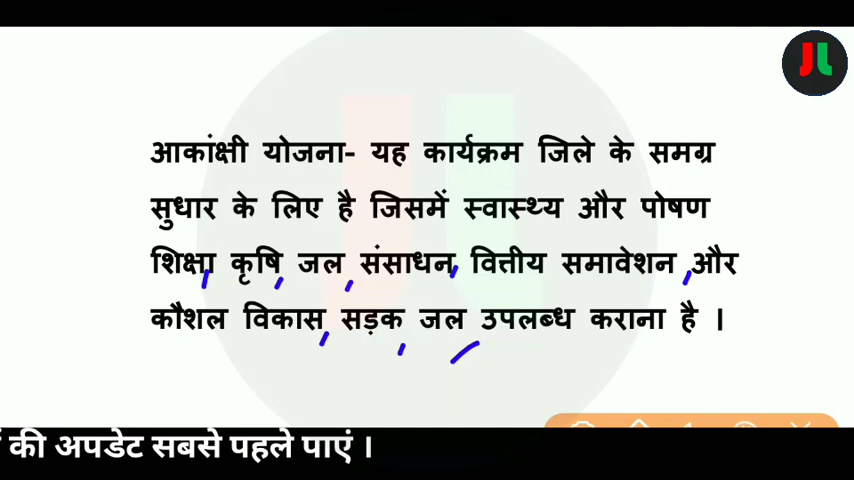 JL
आकांक्षी योजना- यह कार्यक्रम जिले के समग्र
सुधार के लिए है जिसमें स्वास्थ्य और पोषण
शिक्षा कृषि जल संसाधन वित्तीय समावेशन और
कौशल विकास सड़क जल उपलब्ध कराना है ।
की अपडेट सबसे पहले पाएं ।